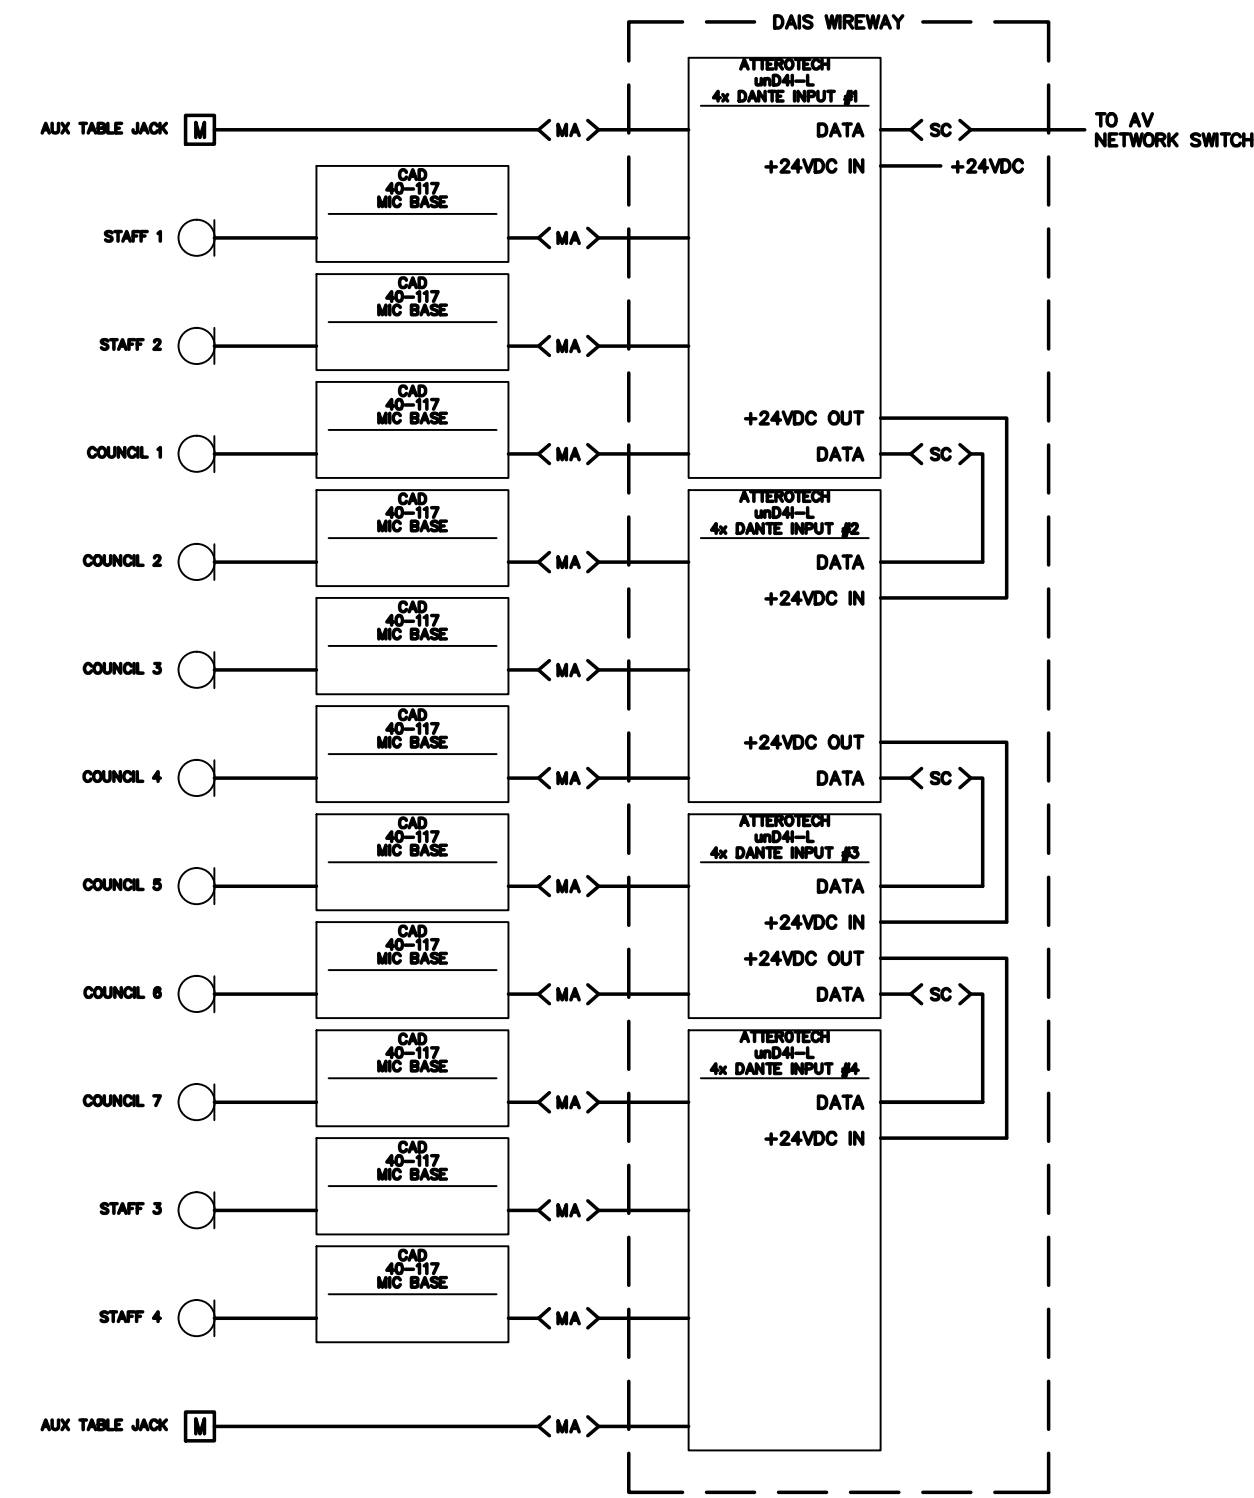 DAIS WIREWAY
ATTEROTECH
unD4I-L
4x DANTE INPUT #1
AUX TABLE JACK M MA DATA SC TO AV
NETWORK SWITCH
+24VDC IN +24VDC
CAD
40-117
MIC BASE
STAFF 1 MA
CAD
40-117
MIC BASE
STAFF 2 MA
CAD
40-117
MIC BASE
+24VDC OUT
COUNCIL 1 MA DATA SC
CAD
40-117
MIC BASE
ATTEROTECH
unD4I-L
4x DANTE INPUT #2
COUNCIL 2 MA DATA
+24VDC IN
CAD
40-117
MIC BASE
COUNCIL 3 MA
CAD
40-117
MIC BASE
+24VDC OUT
COUNCIL 4 MA DATA SC
CAD
40-117
MIC BASE
ATTEROTECH
unD4I-L
4x DANTE INPUT #3
COUNCIL 5 MA DATA
+24VDC IN
CAD
40-117
MIC BASE
+24VDC OUT
COUNCIL 6 MA DATA SC
CAD
40-117
MIC BASE
ATTEROTECH
unD4I-L
4x DANTE INPUT #4
COUNCIL 7 MA DATA
+24VDC IN
CAD
40-117
MIC BASE
STAFF 3 MA
CAD
40-117
MIC BASE
STAFF 4 MA
AUX TABLE JACK M MA